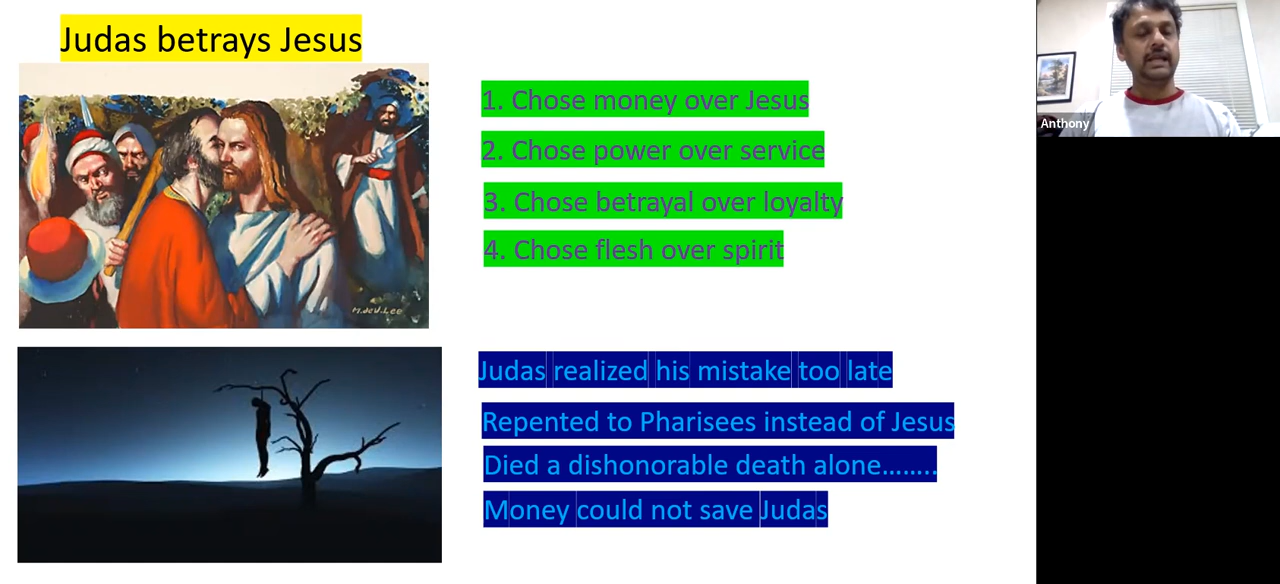 Judas betrays Jesus
1. Chose money over Jesus
2. Chose power over service
3. Chose betrayal over loyalty
4. Chose flesh over spirit
M.deW.Lee
Judas realized his mistake too late
Repented to Pharisees instead of Jesus
Died a dishonorable death alone……..
Money could not save Judas
Anthony